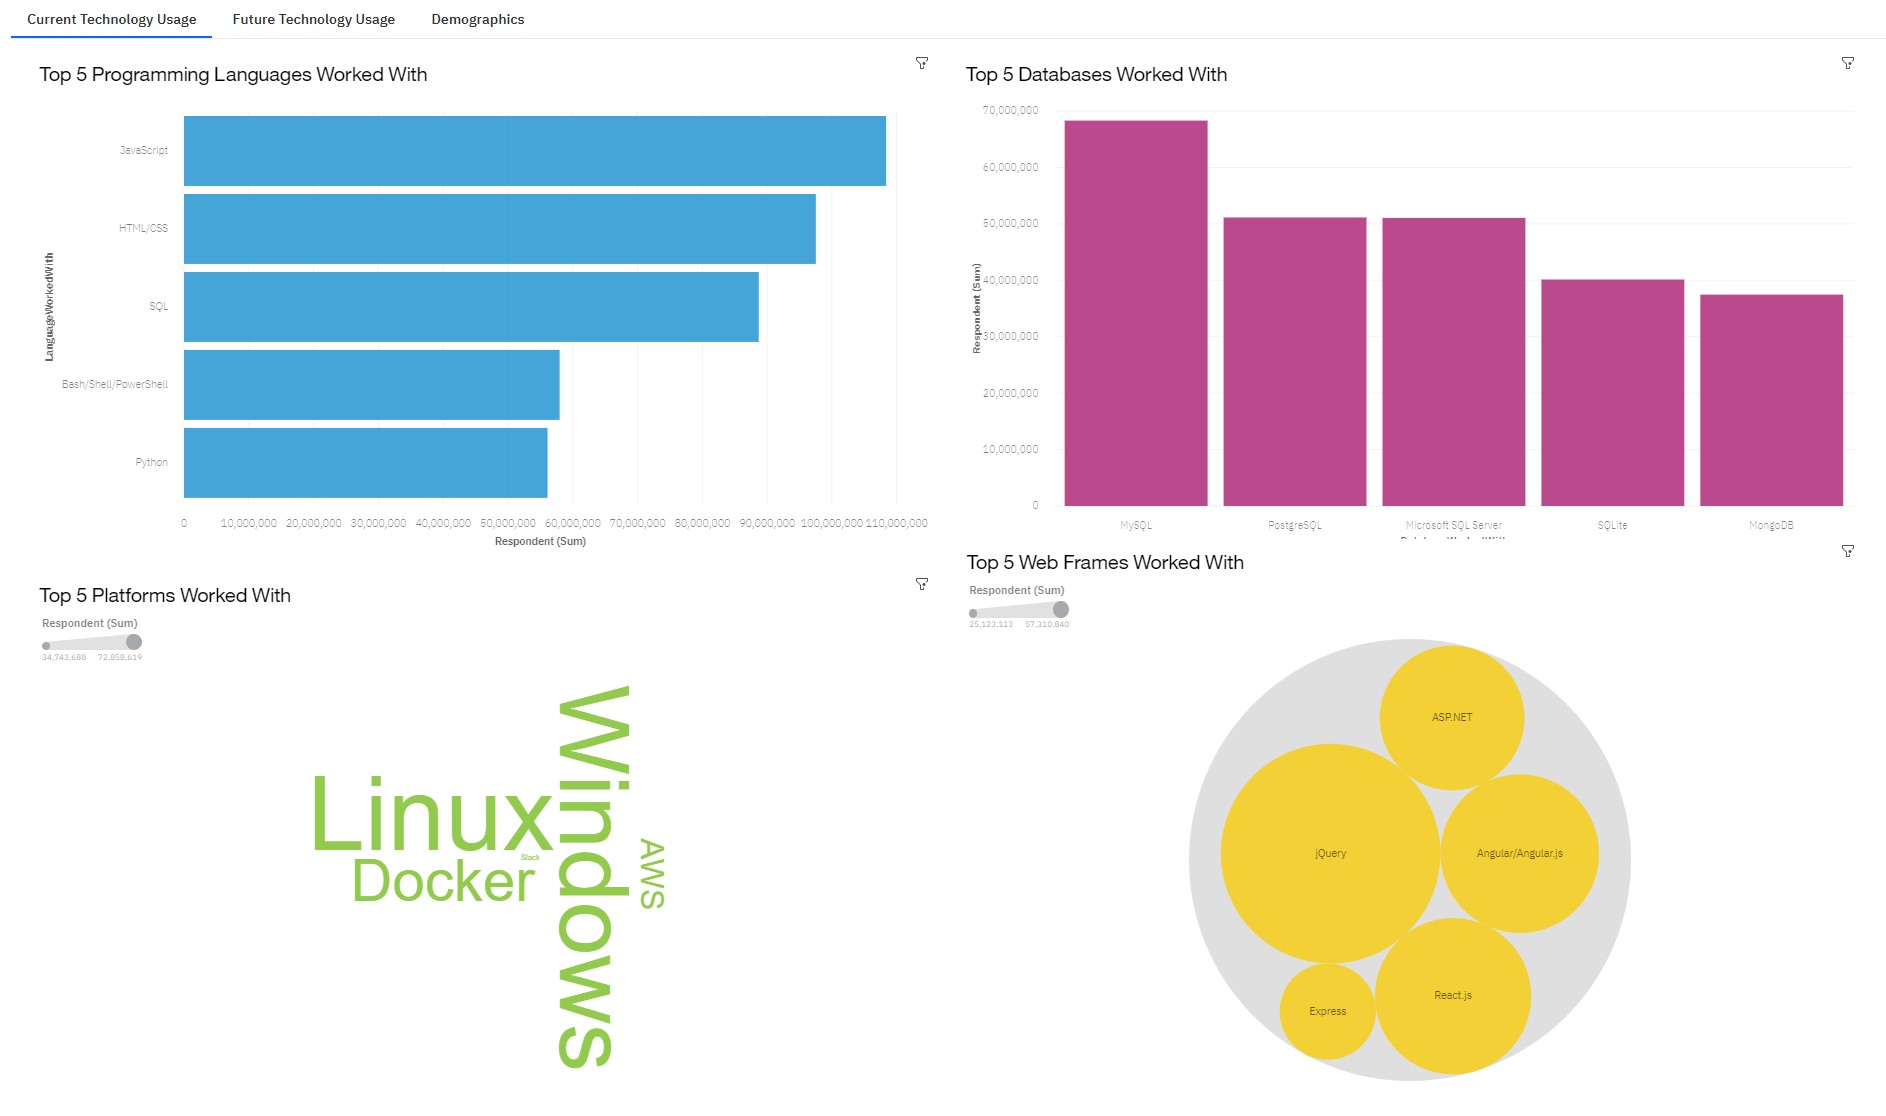 Current Technology Usage
Future Technology Usage
Demographics
Top 5 Programming Languages Worked With
LanguageWorkedWith
JavaScript
HTML/CSS
SQL
Bash/Shell/PowerShell
Python
0 10,000,000 20,000,000 30,000,000 40,000,000 50,000,000 60,000,000 70,000,000 80,000,000 90,000,000 100,000,000 110,000,000
Respondent (Sum)
Top 5 Databases Worked With
Respondent (Sum)
70,000,000
60,000,000
50,000,000
40,000,000
30,000,000
20,000,000
10,000,000
0
MySQL PostgreSQL Microsoft SQL Server SQLite MongoDB
Top 5 Platforms Worked With
Respondent (Sum)
34,743,688 72,858,619
Windows
Linux
Slack
Docker
AWS
Top 5 Web Frames Worked With
Respondent (Sum)
25,123,113 57,310,840
ASP.NET
jQuery
Angular/Angular.js
React.js
Express